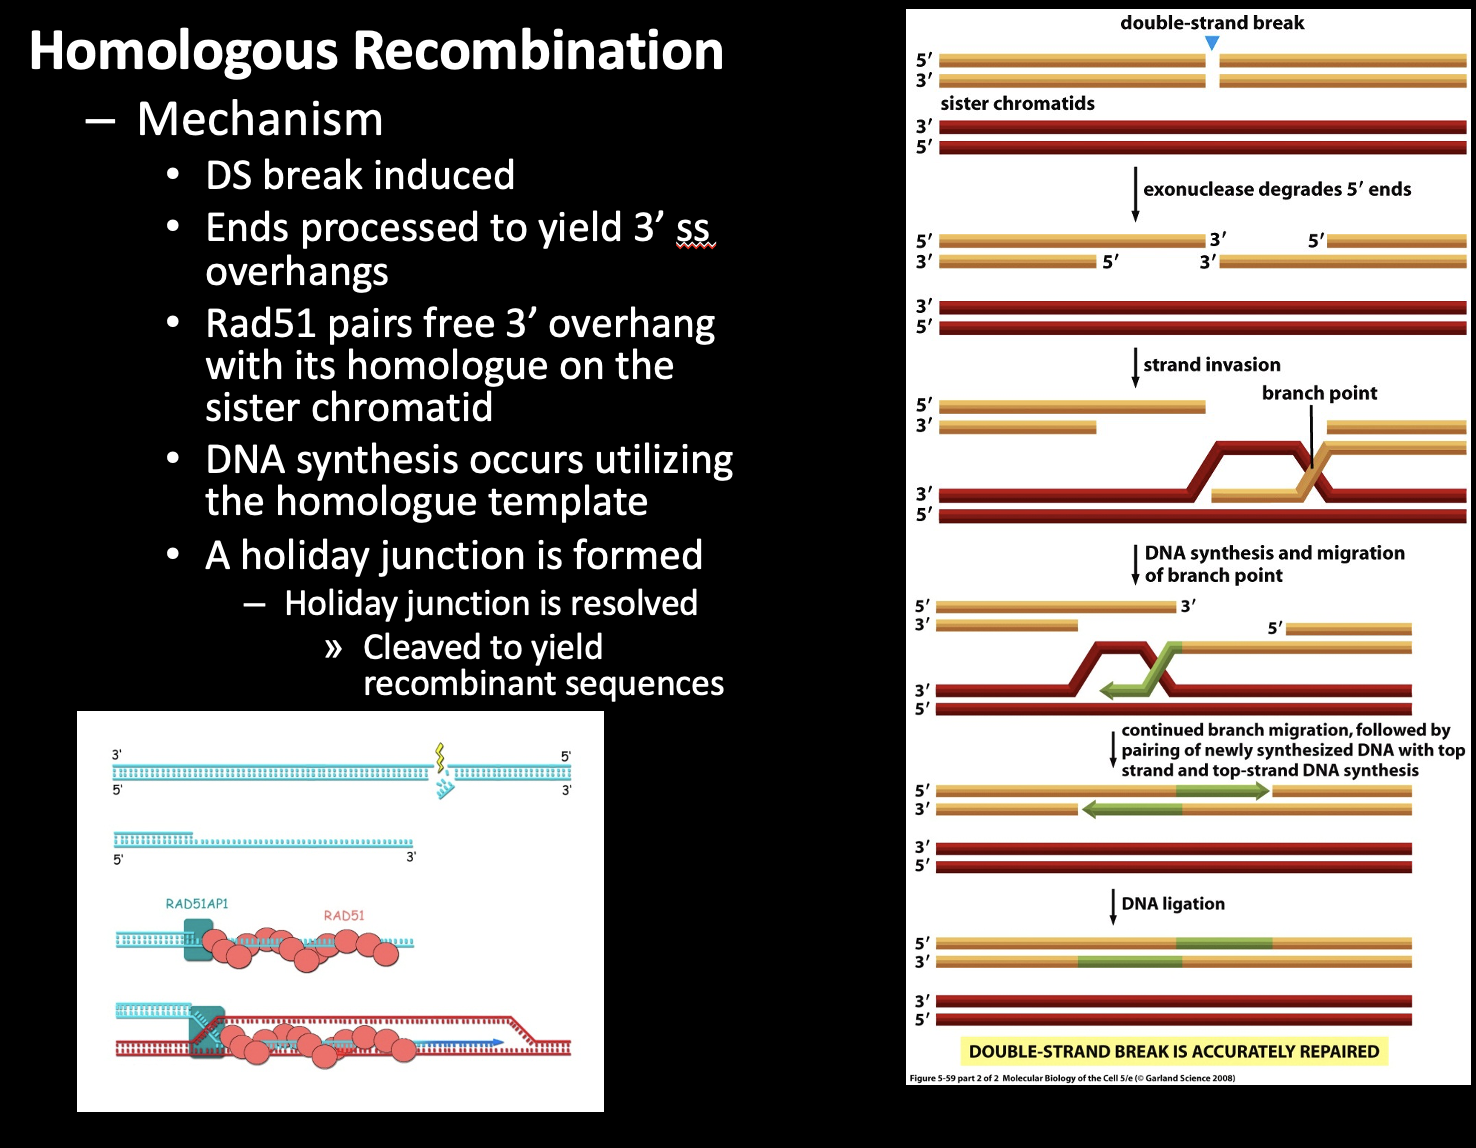 Homologous Recombination
– Mechanism
• DS break induced
• Ends processed to yield 3’ ss
overhangs
• Rad51 pairs free 3’ overhang
with its homologue on the
sister chromatid
• DNA synthesis occurs utilizing
the homologue template
• A holiday junction is formed
– Holiday junction is resolved
» Cleaved to yield
recombinant sequences
3' 5'
5' 3'
5' 3'
RAD51AP1
RAD51
double-strand break
5′
3′
sister chromatids
3′
5′
exonuclease degrades 5′ ends
5′ 3′ 5′
3′ 5′ 3′
3′
5′
strand invasion
branch point
5′
3′
3′
5′
DNA synthesis and migration
of branch point
5′ 3′
3′ 5′
3′
5′
continued branch migration, followed by
pairing of newly synthesized DNA with top
strand and top-strand DNA synthesis
5′
3′
3′
5′
DNA ligation
5′
3′
3′
5′
DOUBLE-STRAND BREAK IS ACCURATELY REPAIRED
Figure 5-59 part 2 of 2 Molecular Biology of the Cell 5/e (© Garland Science 2008)